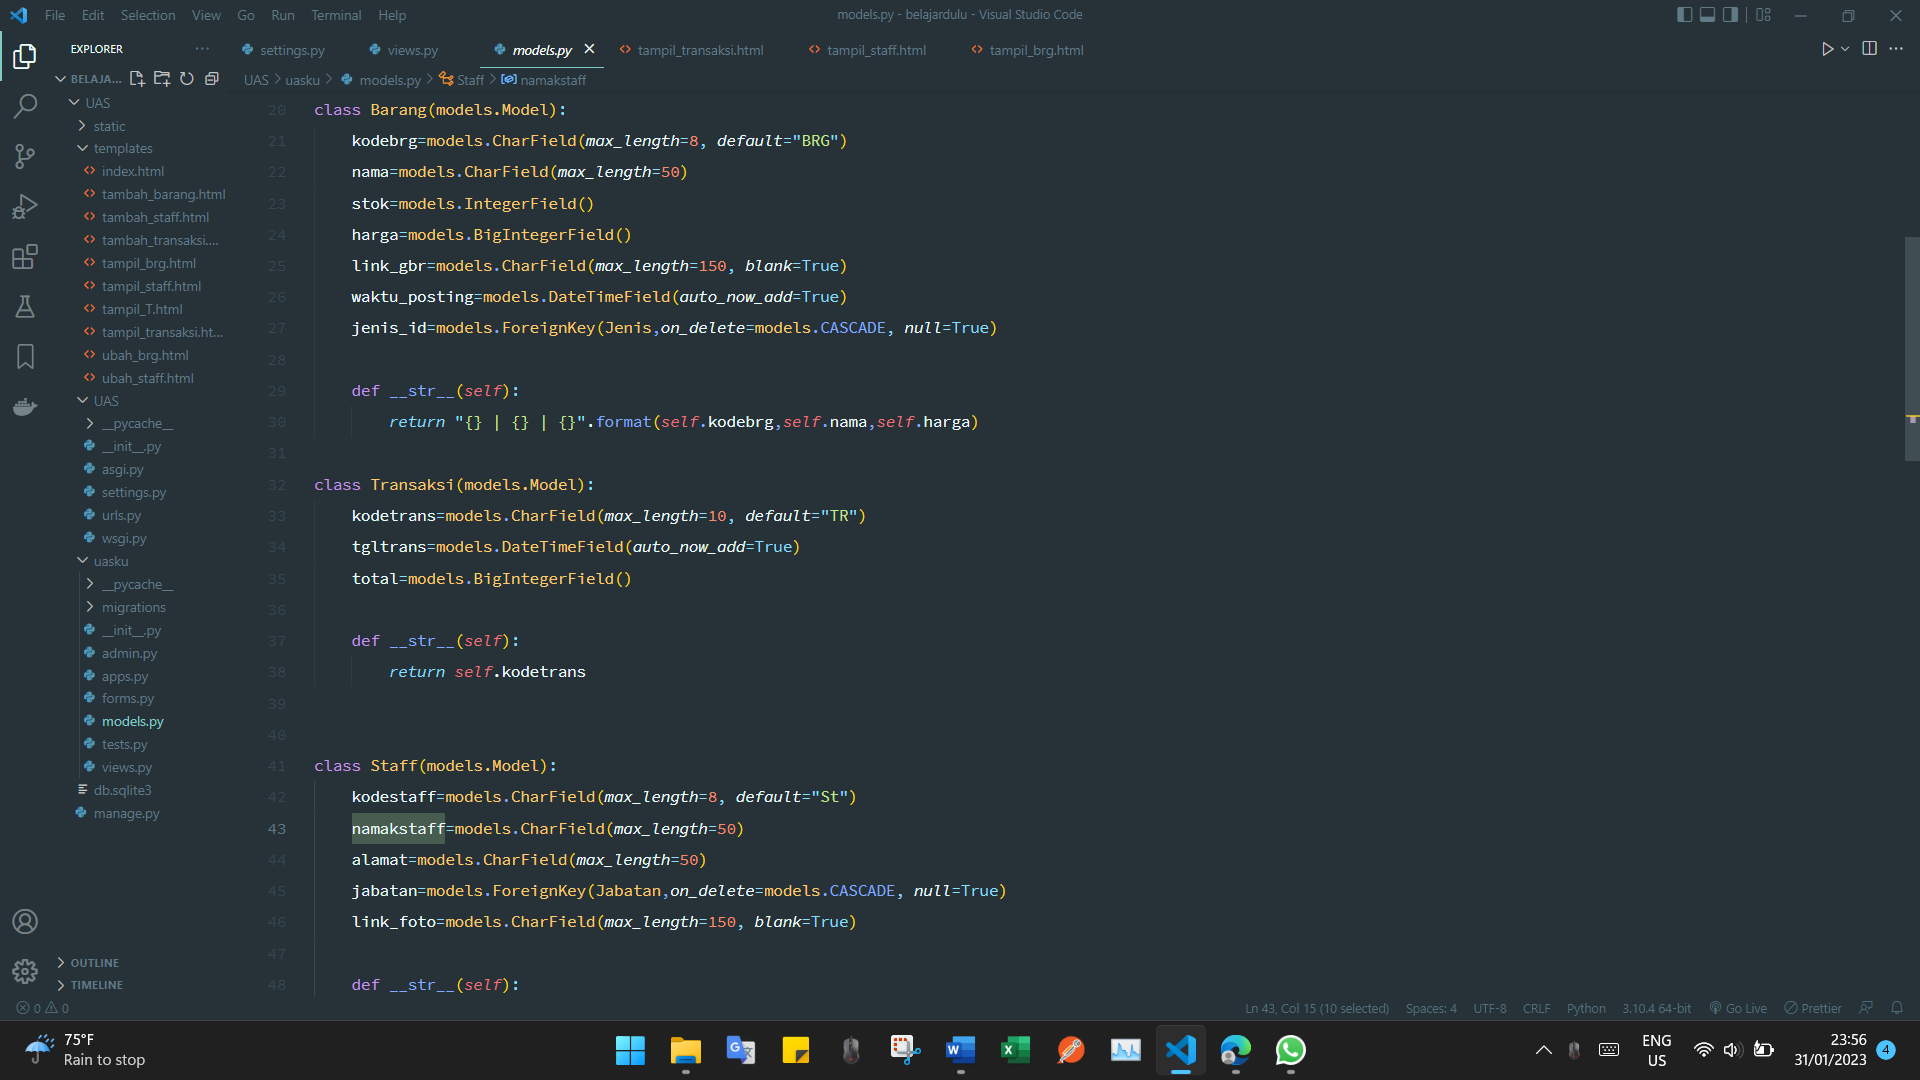 File Edit Selection View Go Run Terminal Help
models.py - belajardulu - Visual Studio Code
EXPLORER
settings.py
views.py
models.py
tampil_transaksi.html
tampil_staff.html
tampil_brg.html
BELAJA...
UAS > uasku > models.py > Staff > namakstaff
UAS
static
templates
index.html
tambah_barang.html
tambah_staff.html
tambah_transaksi....
tampil_brg.html
tampil_staff.html
tampil_T.html
tampil_transaksi.ht...
ubah_brg.html
ubah_staff.html
UAS
__pycache__
__init__.py
asgi.py
settings.py
urls.py
wsgi.py
uasku
__pycache__
migrations
__init__.py
admin.py
apps.py
forms.py
models.py
tests.py
views.py
db.sqlite3
manage.py
OUTLINE
TIMELINE
20 class Barang(models.Model):
21 kodebrg=models.CharField(max_length=8, default="BRG")
22 nama=models.CharField(max_length=50)
23 stok=models.IntegerField()
24 harga=models.BigIntegerField()
25 link_gbr=models.CharField(max_length=150, blank=True)
26 waktu_posting=models.DateTimeField(auto_now_add=True)
27 jenis_id=models.ForeignKey(Jenis,on_delete=models.CASCADE, null=True)
28
29 def __str__(self):
30 return "{} | {} | {}".format(self.kodebrg,self.nama,self.harga)
31
32 class Transaksi(models.Model):
33 kodetrans=models.CharField(max_length=10, default="TR")
34 tgltrans=models.DateTimeField(auto_now_add=True)
35 total=models.BigIntegerField()
36
37 def __str__(self):
38 return self.kodetrans
39
40
41 class Staff(models.Model):
42 kodestaff=models.CharField(max_length=8, default="St")
43 namakstaff=models.CharField(max_length=50)
44 alamat=models.CharField(max_length=50)
45 jabatan=models.ForeignKey(Jabatan,on_delete=models.CASCADE, null=True)
46 link_foto=models.CharField(max_length=150, blank=True)
47
48 def __str__(self):
0 0
Ln 43, Col 15 (10 selected) Spaces: 4 UTF-8 CRLF Python 3.10.4 64-bit Go Live Prettier
75°F
Rain to stop
ENG
US
23:56
31/01/2023
4